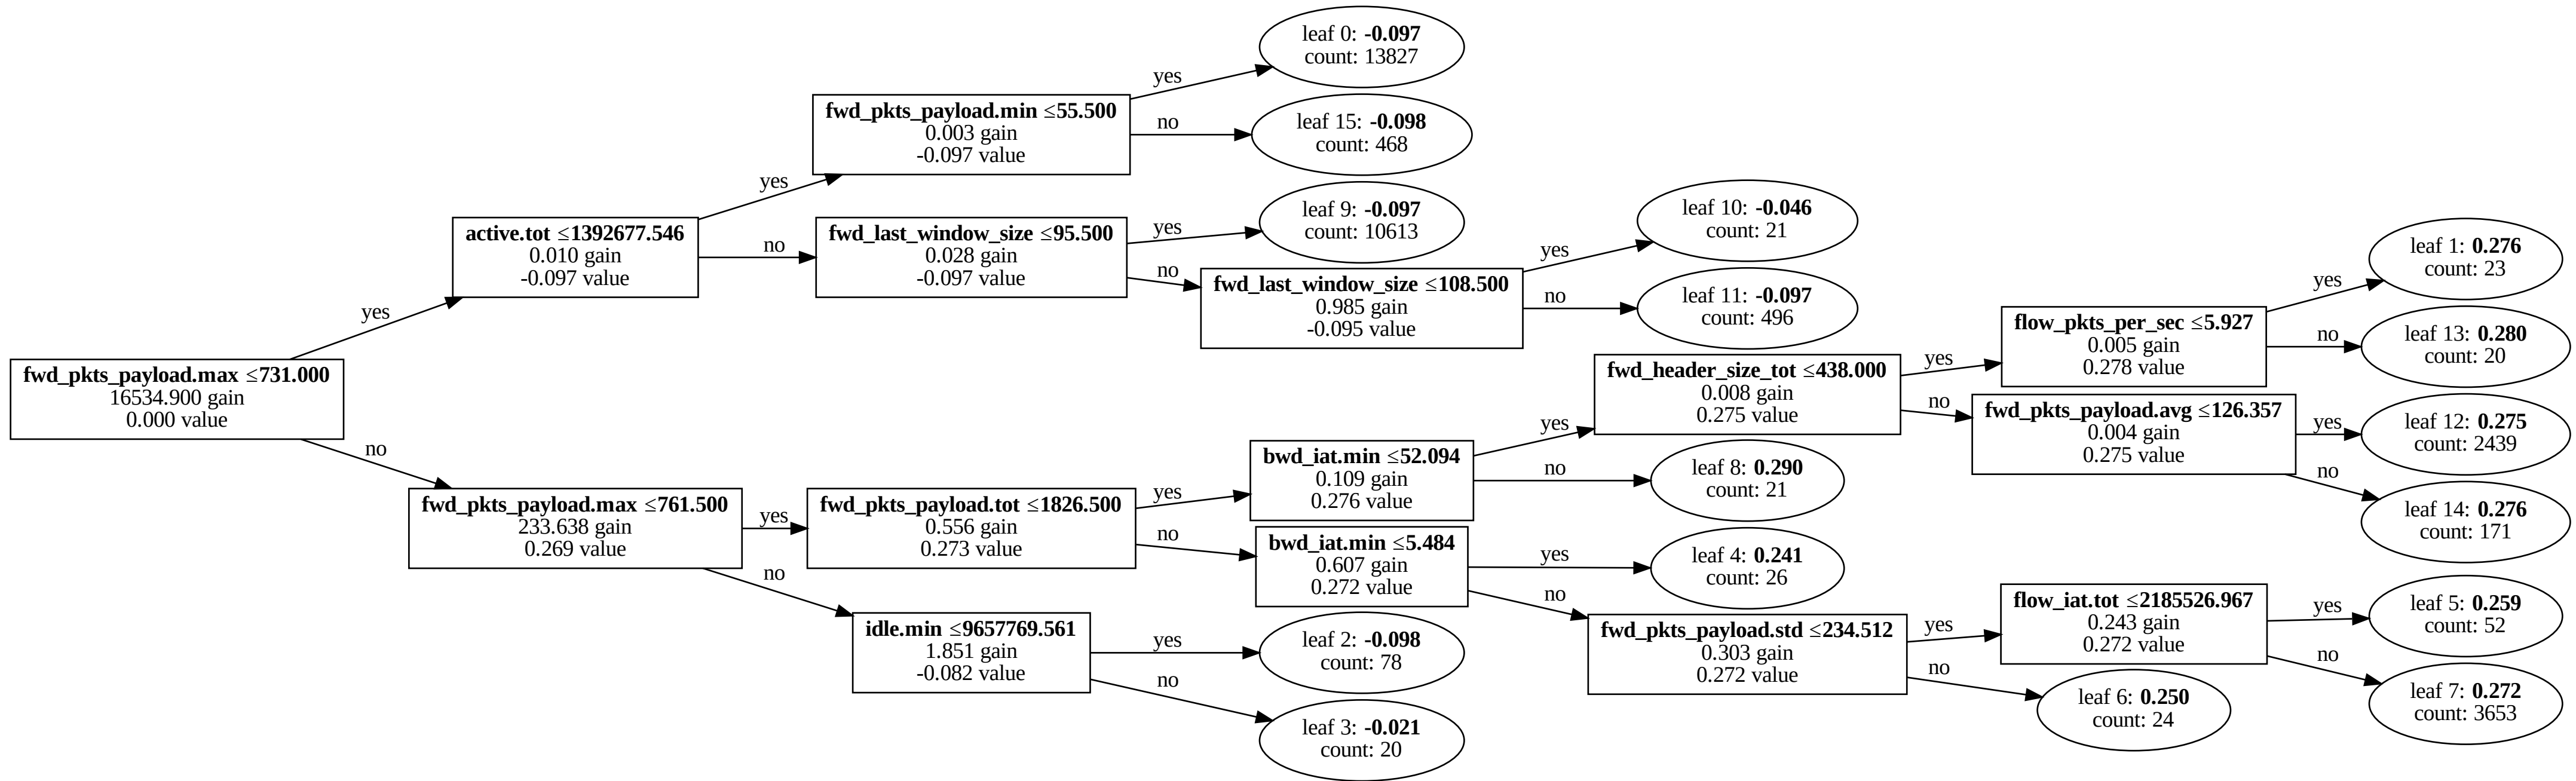 fwd_pkts_payload.max ≤731.000
16534.900 gain
0.000 value
yes
no
active.tot ≤1392677.546
0.010 gain
-0.097 value
yes
no
fwd_pkts_payload.min ≤55.500
0.003 gain
-0.097 value
yes
no
leaf 0: -0.097
count: 13827
leaf 15: -0.098
count: 468
fwd_last_window_size ≤95.500
0.028 gain
-0.097 value
yes
no
leaf 9: -0.097
count: 10613
fwd_last_window_size ≤108.500
0.985 gain
-0.095 value
yes
no
leaf 10: -0.046
count: 21
leaf 11: -0.097
count: 496
fwd_pkts_payload.max ≤761.500
233.638 gain
0.269 value
yes
no
fwd_pkts_payload.tot ≤1826.500
0.556 gain
0.273 value
yes
no
bwd_iat.min ≤52.094
0.109 gain
0.276 value
yes
no
fwd_header_size_tot ≤438.000
0.008 gain
0.275 value
yes
no
flow_pkts_per_sec ≤5.927
0.005 gain
0.278 value
yes
no
leaf 1: 0.276
count: 23
leaf 13: 0.280
count: 20
fwd_pkts_payload.avg ≤126.357
0.004 gain
0.275 value
yes
no
leaf 12: 0.275
count: 2439
leaf 14: 0.276
count: 171
leaf 8: 0.290
count: 21
bwd_iat.min ≤5.484
0.607 gain
0.272 value
yes
no
leaf 4: 0.241
count: 26
fwd_pkts_payload.std ≤234.512
0.303 gain
0.272 value
yes
no
flow_iat.tot ≤2185526.967
0.243 gain
0.272 value
yes
no
leaf 5: 0.259
count: 52
leaf 7: 0.272
count: 3653
leaf 6: 0.250
count: 24
idle.min ≤9657769.561
1.851 gain
-0.082 value
yes
no
leaf 2: -0.098
count: 78
leaf 3: -0.021
count: 20